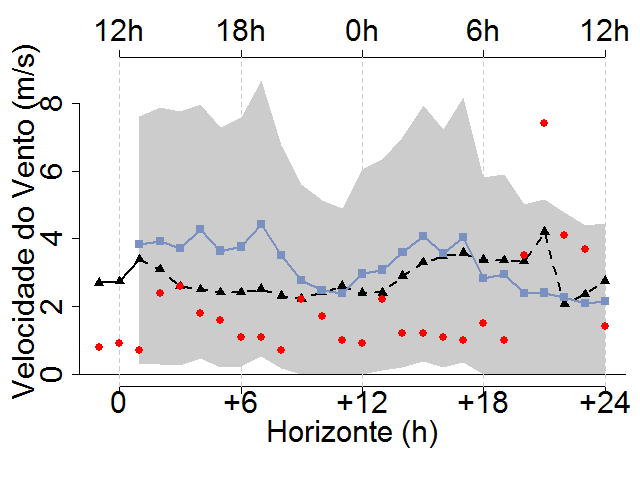 12h 18h 0h 6h 12h
Velocidade do Vento (m/s)
8
6
4
2
0
0 +6 +12 +18 +24
Horizonte (h)